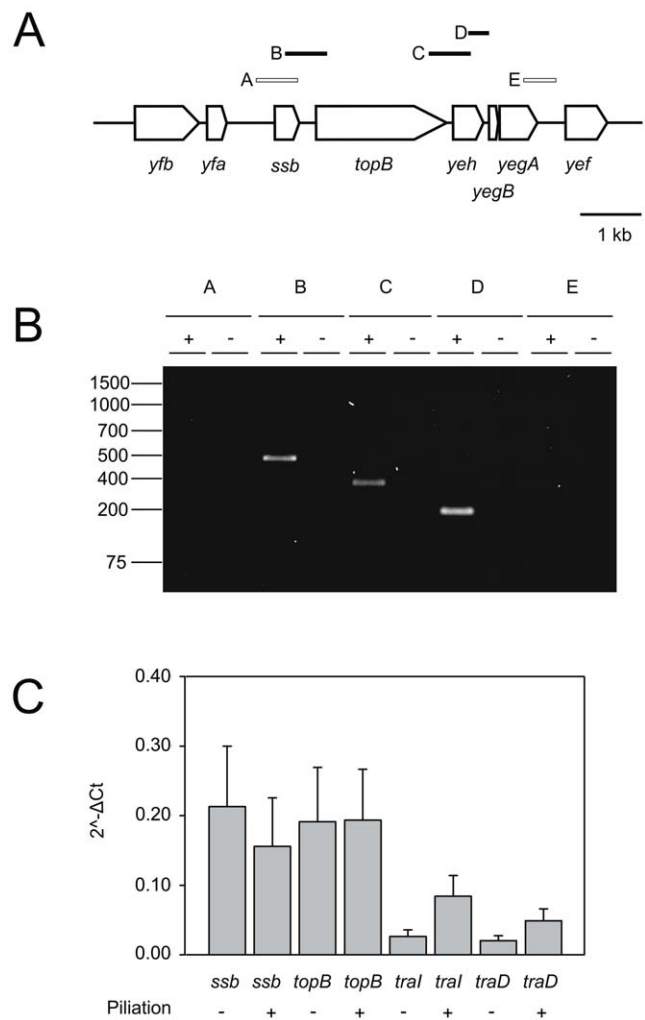 A
D
B C
A E
yfb yfa ssb topB yeh yegA yef
yegB
1 kb
B
A B C D E
+ - + - + - + - + -
1500
1000
700
500
400
200
75
C
2^-ΔCt
0.40
0.30
0.20
0.10
0.00
ssb ssb topB topB traI traI traD traD
Piliation - + - + - + - +